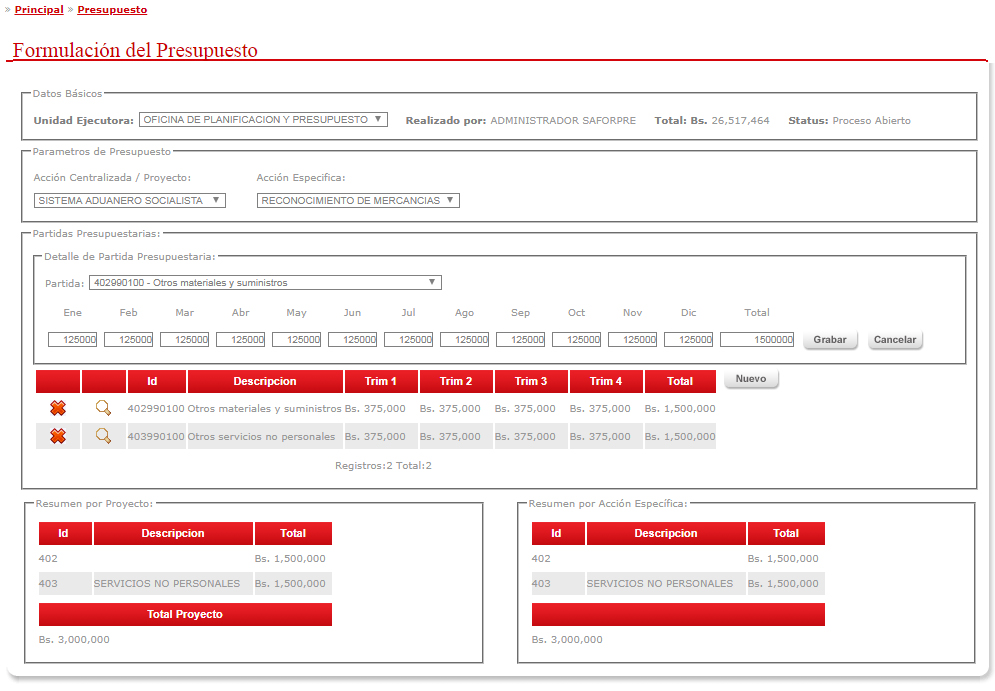 » Principal » Presupuesto
Formulación del Presupuesto
Datos Básicos
Unidad Ejecutora: OFICINA DE PLANIFICACION Y PRESUPUESTO Realizado por: ADMINISTRADOR SAFORPRE Total: Bs. 26,517,464 Status: Proceso Abierto
Parametros de Presupuesto
Acción Centralizada / Proyecto: Acción Especifica:
SISTEMA ADUANERO SOCIALISTA RECONOCIMIENTO DE MERCANCIAS
Partidas Presupuestarias:
Detalle de Partida Presupuestaria:
Partida: 402990100 - Otros materiales y suministros
Ene Feb Mar Abr May Jun Jul Ago Sep Oct Nov Dic Total
125000 125000 125000 125000 125000 125000 125000 125000 125000 125000 125000 125000 1500000 Grabar Cancelar
Id Descripcion Trim 1 Trim 2 Trim 3 Trim 4 Total Nuevo
402990100 Otros materiales y suministros Bs. 375,000 Bs. 375,000 Bs. 375,000 Bs. 375,000 Bs. 1,500,000
403990100 Otros servicios no personales Bs. 375,000 Bs. 375,000 Bs. 375,000 Bs. 375,000 Bs. 1,500,000
Registros:2 Total:2
Resumen por Proyecto:
Id Descripcion Total
402 Bs. 1,500,000
403 SERVICIOS NO PERSONALES Bs. 1,500,000
Total Proyecto
Bs. 3,000,000
Resumen por Acción Específica:
Id Descripcion Total
402 Bs. 1,500,000
403 SERVICIOS NO PERSONALES Bs. 1,500,000
Bs. 3,000,000